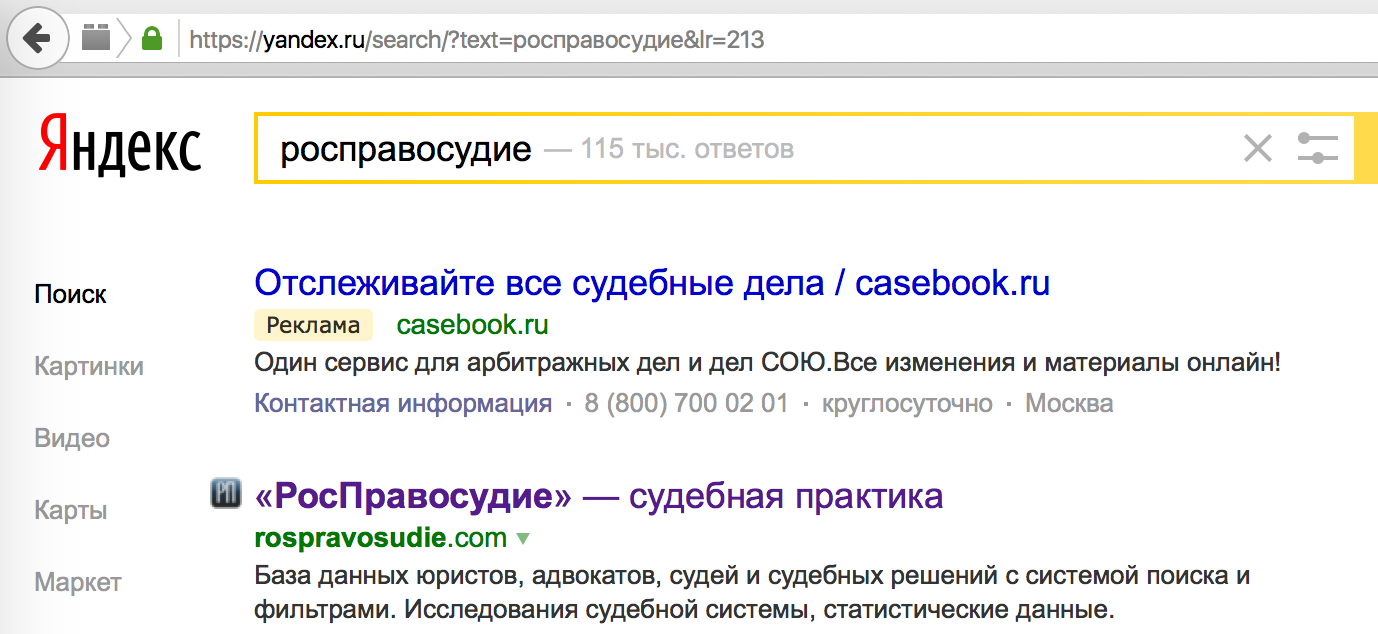 https://yandex.ru/search/?text=росправосудие&lr=213
Яндекс
росправосудие — 115 тыс. ответов
Поиск
Картинки
Видео
Карты
Маркет
Отслеживайте все судебные дела / casebook.ru
Реклама casebook.ru
Один сервис для арбитражных дел и дел СОЮ.Все изменения и материалы онлайн!
Контактная информация · 8 (800) 700 02 01 · круглосуточно · Москва
РП «РосПравосудие» — судебная практика
rospravosudie.com
База данных юристов, адвокатов, судей и судебных решений с системой поиска и
фильтрами. Исследования судебной системы, статистические данные.